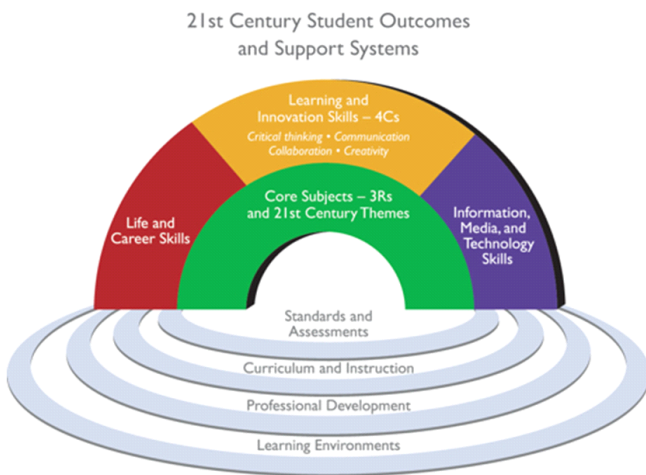 21st Century Student Outcomes
and Support Systems
Learning and
Innovation Skills – 4Cs
Critical thinking • Communication
Collaboration • Creativity
Core Subjects – 3Rs
and 21st Century Themes
Life and
Career Skills
Information,
Media, and
Technology
Skills
Standards and
Assessments
Curriculum and Instruction
Professional Development
Learning Environments